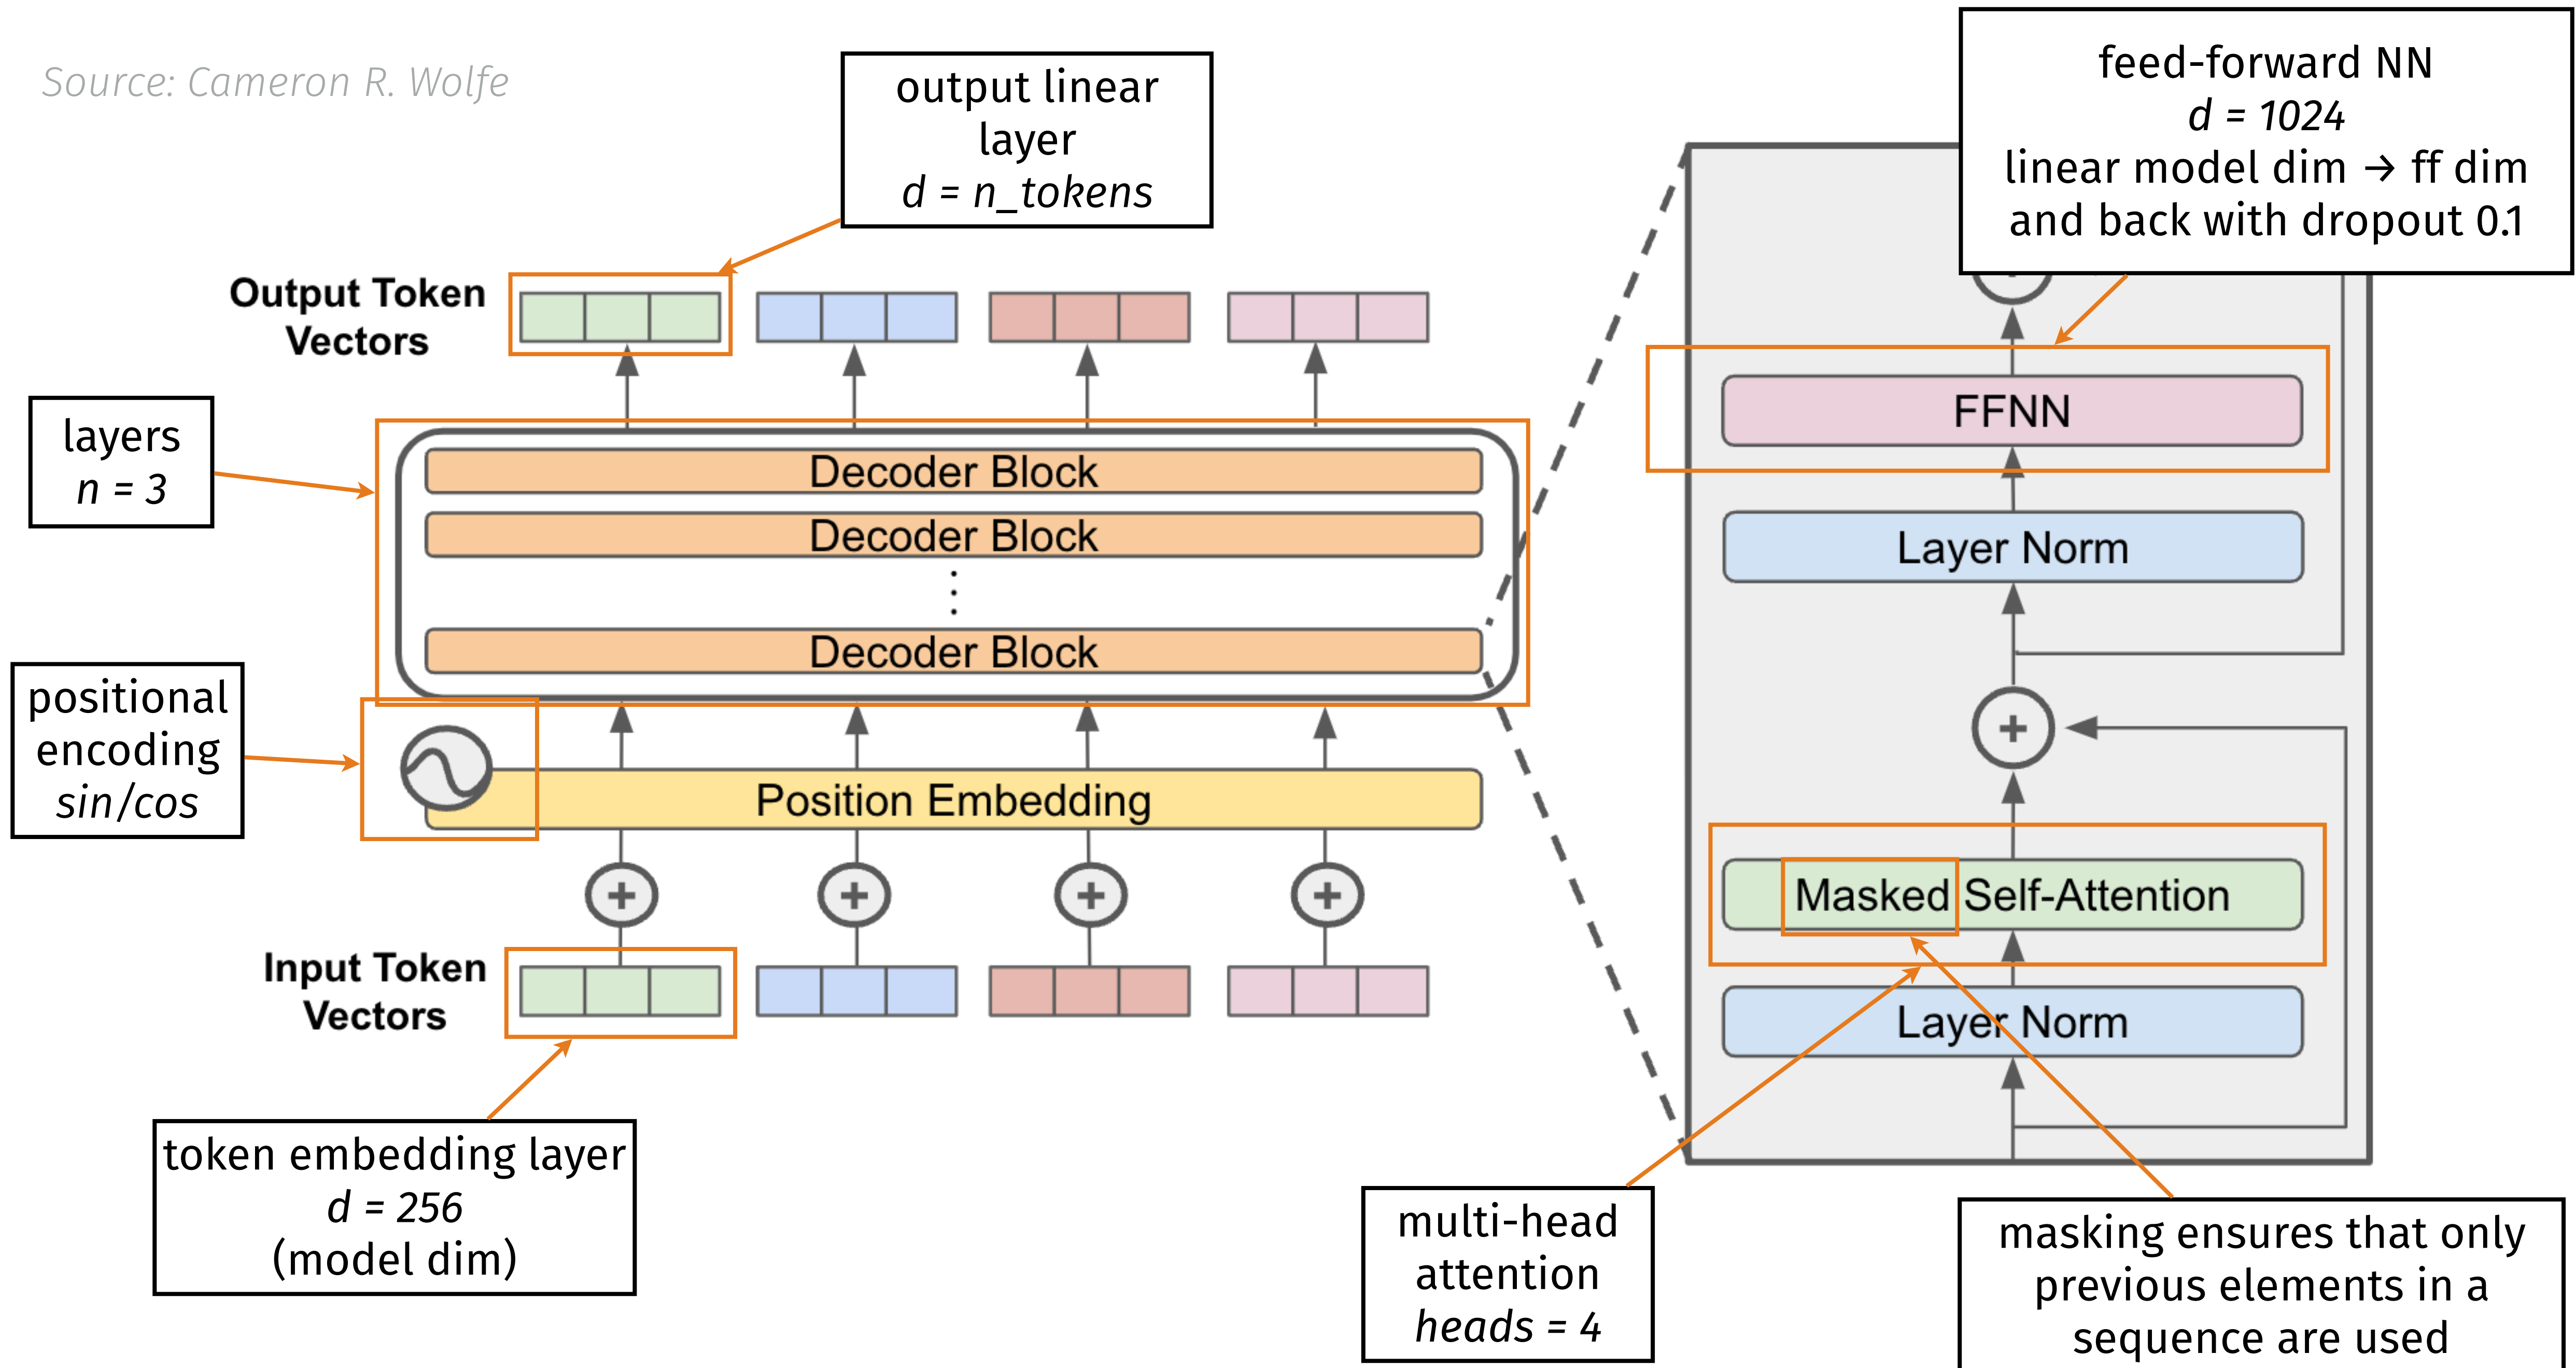 Source: Cameron R. Wolfe
output linear
layer
d = n_tokens
feed-forward NN
d = 1024
linear model dim → ff dim
and back with dropout 0.1
Output Token
Vectors
layers
n = 3
Decoder Block
Decoder Block
Decoder Block
positional
encoding
sin/cos
Position Embedding
Input Token
Vectors
token embedding layer
d = 256
(model dim)
FFNN
Layer Norm
Masked Self-Attention
Layer Norm
multi-head
attention
heads = 4
masking ensures that only
previous elements in a
sequence are used